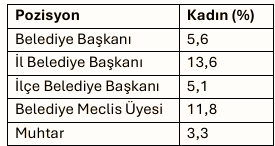 Pozisyon Kadın (%)
Belediye Başkanı 5,6
İl Belediye Başkanı 13,6
İlçe Belediye Başkanı 5,1
Belediye Meclis Üyesi 11,8
Muhtar 3,3